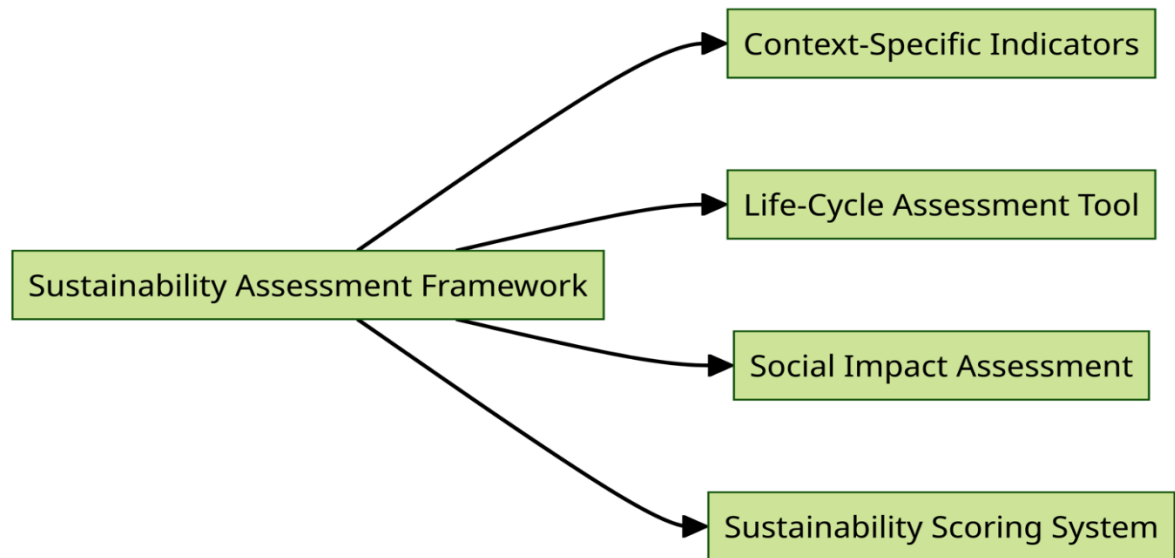 Context-Specific Indicators
Life-Cycle Assessment Tool
Sustainability Assessment Framework
Social Impact Assessment
Sustainability Scoring System